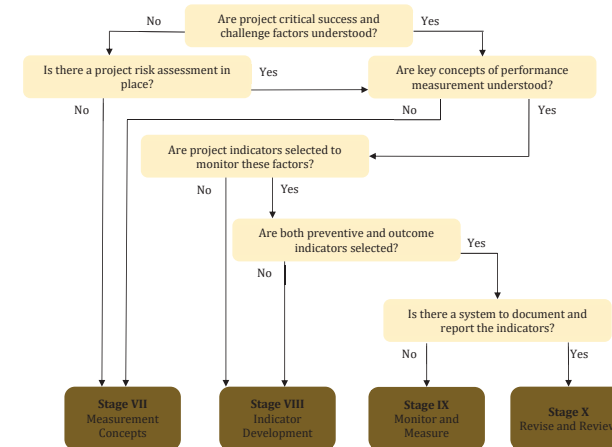 Are project critical success and
challenge factors understood?
No
Yes
Is there a project risk assessment in
place?
Yes
Are key concepts of performance
measurement understood?
No
No
Yes
Are project indicators selected to
monitor these factors?
No
Yes
Are both preventive and outcome
indicators selected?
Yes
No
Is there a system to document and
report the indicators?
No
Yes
Stage VII
Measurement
Concepts
Stage VIII
Indicator
Development
Stage IX
Monitor and
Measure
Stage X
Revise and Review